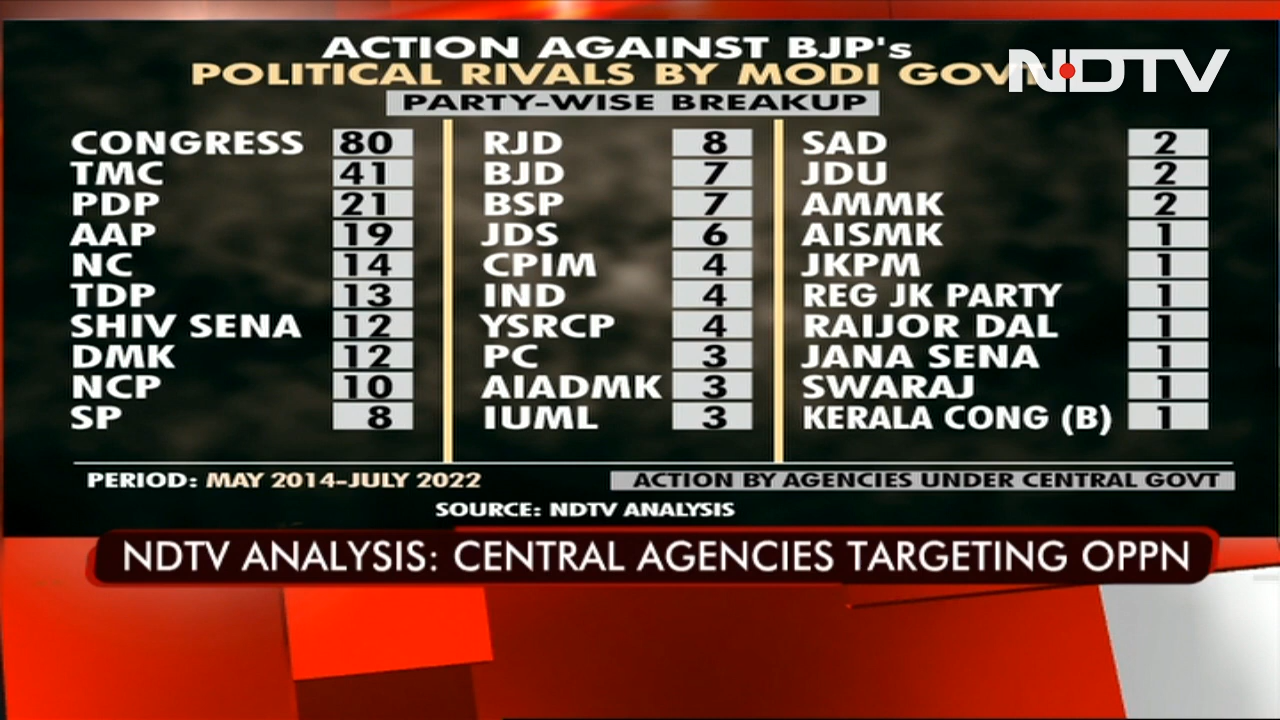 ACTION AGAINST BJP's
POLITICAL RIVALS BY MODI GOVT
NDTV
PARTY-WISE BREAKUP
CONGRESS 80
TMC 41
PDP 21
AAP 19
NC 14
TDP 13
SHIV SENA 12
DMK 12
NCP 10
SP 8
RJD 8
BJD 7
BSP 7
JDS 6
CPIM 4
IND 4
YSRCP 4
PC 3
AIADMK 3
IUML 3
SAD 2
JDU 2
AMMK 2
AISMK 1
JKPM 1
REG JK PARTY 1
RAIJOR DAL 1
JANA SENA 1
SWARAJ 1
KERALA CONG (B) 1
PERIOD: MAY 2014-JULY 2022
ACTION BY AGENCIES UNDER CENTRAL GOVT
SOURCE: NDTV ANALYSIS
NDTV ANALYSIS: CENTRAL AGENCIES TARGETING OPPN